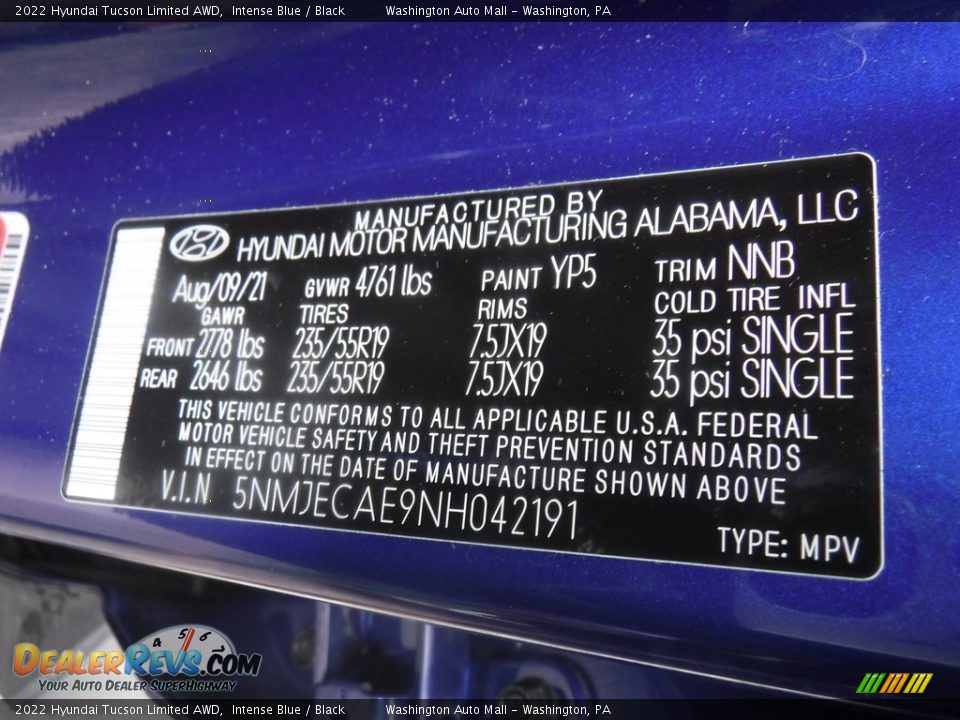 2022 Hyundai Tucson Limited AWD, Intense Blue / Black Washington Auto Mall - Washington, PA
MANUFACTURED BY
HYUNDAI MOTOR MANUFACTURING ALABAMA, LLC
Aug/09/21 GVWR 4761 lbs PAINT YP5 TRIM NNB
GAWR TIRES RIMS COLD TIRE INFL
FRONT 2778 lbs 235/55R19 7.5JX19 35 psi SINGLE
REAR 2646 lbs 235/55R19 7.5JX19 35 psi SINGLE
THIS VEHICLE CONFORMS TO ALL APPLICABLE U.S.A. FEDERAL
MOTOR VEHICLE SAFETY AND THEFT PREVENTION STANDARDS
IN EFFECT ON THE DATE OF MANUFACTURE SHOWN ABOVE
V.I.N 5NMJECAE9NH042191
TYPE: MPV
4 5 6
DEALERREVS.COM
YOUR AUTO DEALER SUPERHIGHWAY
2022 Hyundai Tucson Limited AWD, Intense Blue / Black Washington Auto Mall - Washington, PA